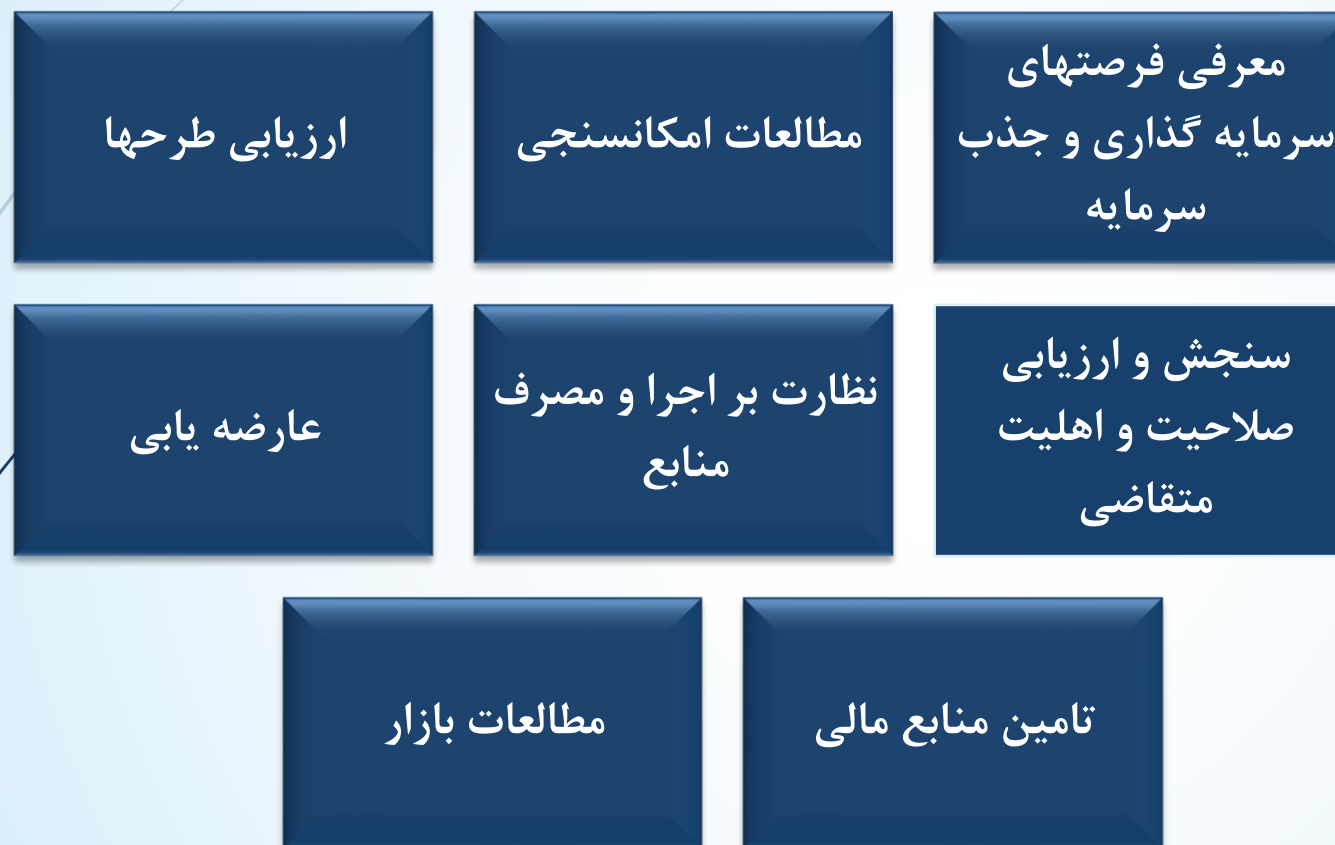 معرفی فرصتهای
سرمایه گذاری و جذب
سرمایه
مطالعات امکانسنجی
ارزیابی طرحها
سنجش و ارزیابی
صلاحیت و اهلیت
متقاضی
نظارت بر اجرا و مصرف
منابع
عارضه یابی
تامین منابع مالی
مطالعات بازار